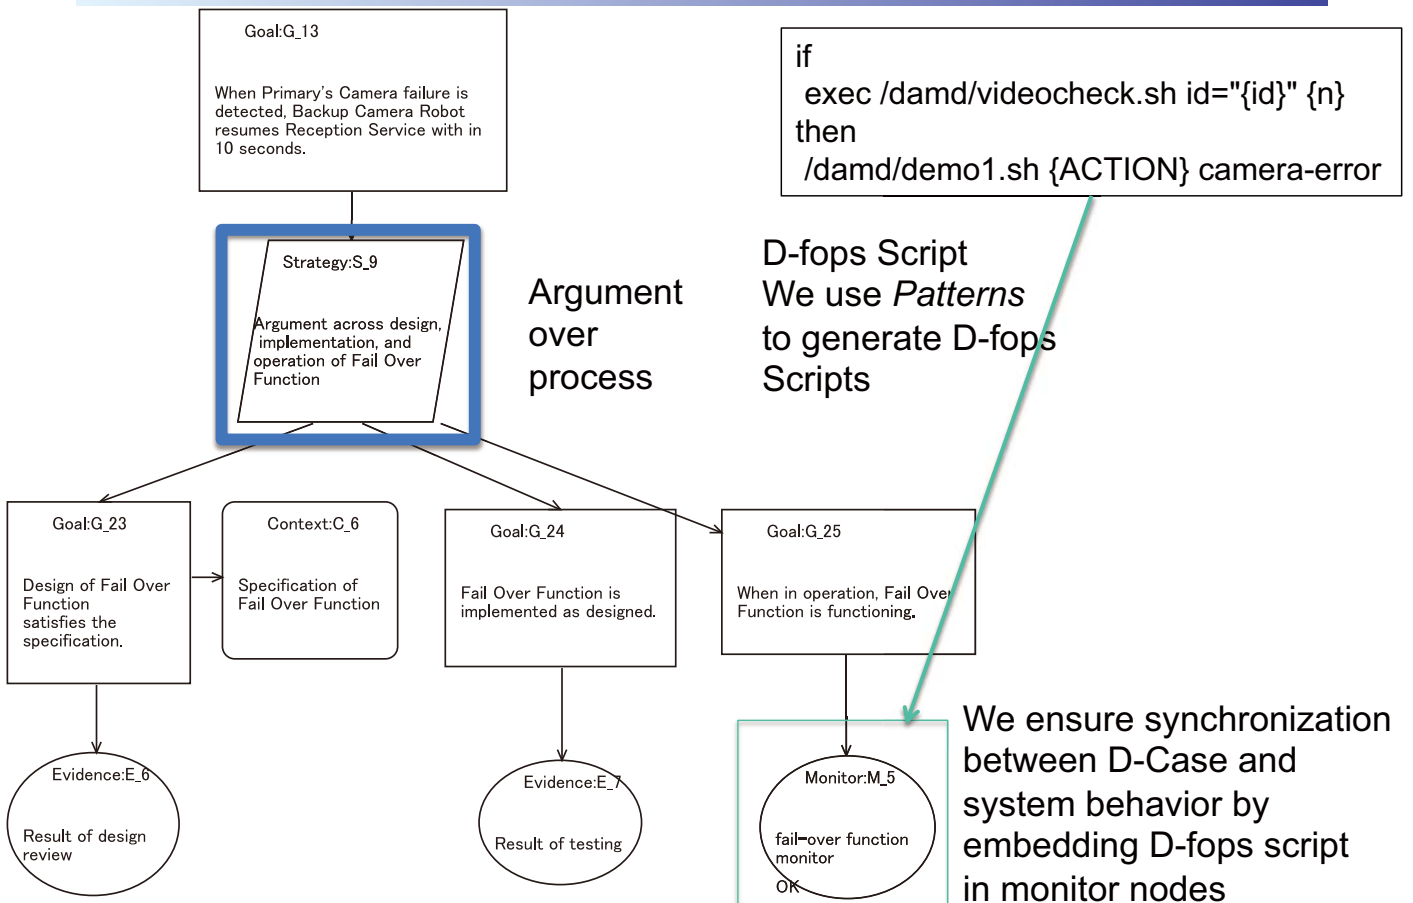 Goal:G_13
When Primary's Camera failure is
detected, Backup Camera Robot
resumes Reception Service with in
10 seconds.
if
exec /damd/videocheck.sh id="{id}" {n}
then
/damd/demo1.sh {ACTION} camera-error
Strategy:S_9
Argument across design,
implementation, and
operation of Fail Over
Function
Argument
over
process
D-fops Script
We use Patterns
to generate D-fops
Scripts
Goal:G_23
Design of Fail Over
Function
satisfies the
specification.
Context:C_6
Specification of
Fail Over Function
Goal:G_24
Fail Over Function is
implemented as designed.
Goal:G_25
When in operation, Fail Over
Function is functioning.
Evidence:E_6
Result of design
review
Evidence:E_7
Result of testing
Monitor:M_5
fail-over function
monitor
OK
We ensure synchronization
between D-Case and
system behavior by
embedding D-fops script
in monitor nodes